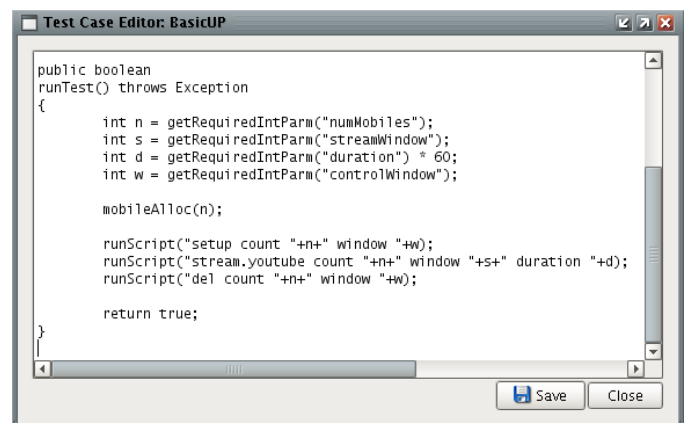 Test Case Editor: BasicUP
public boolean
runTest() throws Exception
{
        int n = getRequiredIntParm("numMobiles");
        int s = getRequiredIntParm("streamWindow");
        int d = getRequiredIntParm("duration") * 60;
        int w = getRequiredIntParm("controlWindow");

        mobileAlloc(n);

        runScript("setup count "+n+" window "+w);
        runScript("stream.youtube count "+n+" window "+s+" duration "+d);
        runScript("del count "+n+" window "+w);

        return true;
}
Save Close